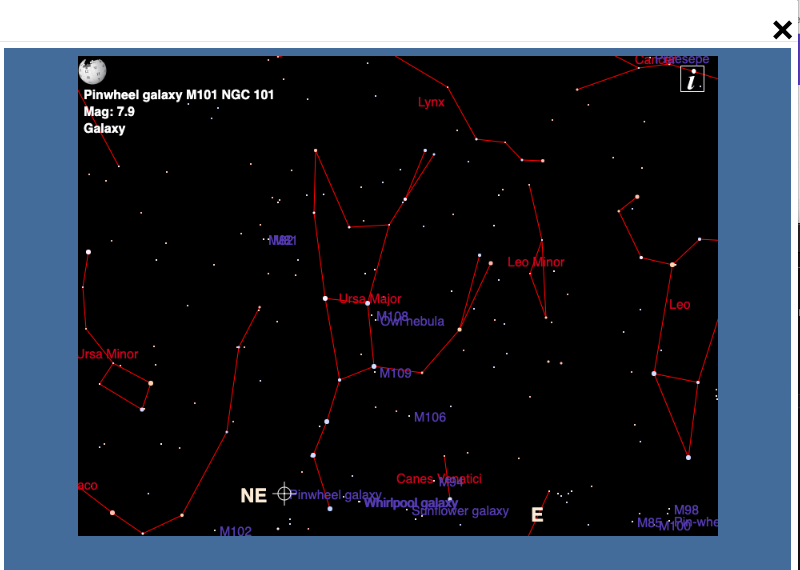 Cancer
Praesepe
i
Pinwheel galaxy M101 NGC 101
Mag: 7.9
Galaxy
Lynx
Leo Minor
Ursa Major
Leo
M108
Owl nebula
Ursa Minor
M109
M106
Canes Venatici
M94
NE
Pinwheel galaxy
Whirlpool galaxy
Sunflower galaxy
E
aco
M102
M98
M85
M100
Pin-whe